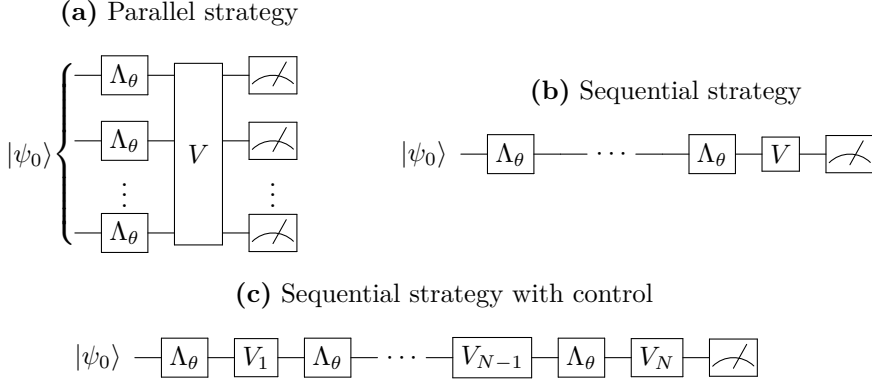 (a) Parallel strategy
Λθ
Λθ
|ψ0⟩
V
⋮
⋮
Λθ
(b) Sequential strategy
|ψ0⟩ Λθ ··· Λθ V
(c) Sequential strategy with control
|ψ0⟩ Λθ V1 Λθ ··· VN−1 Λθ VN